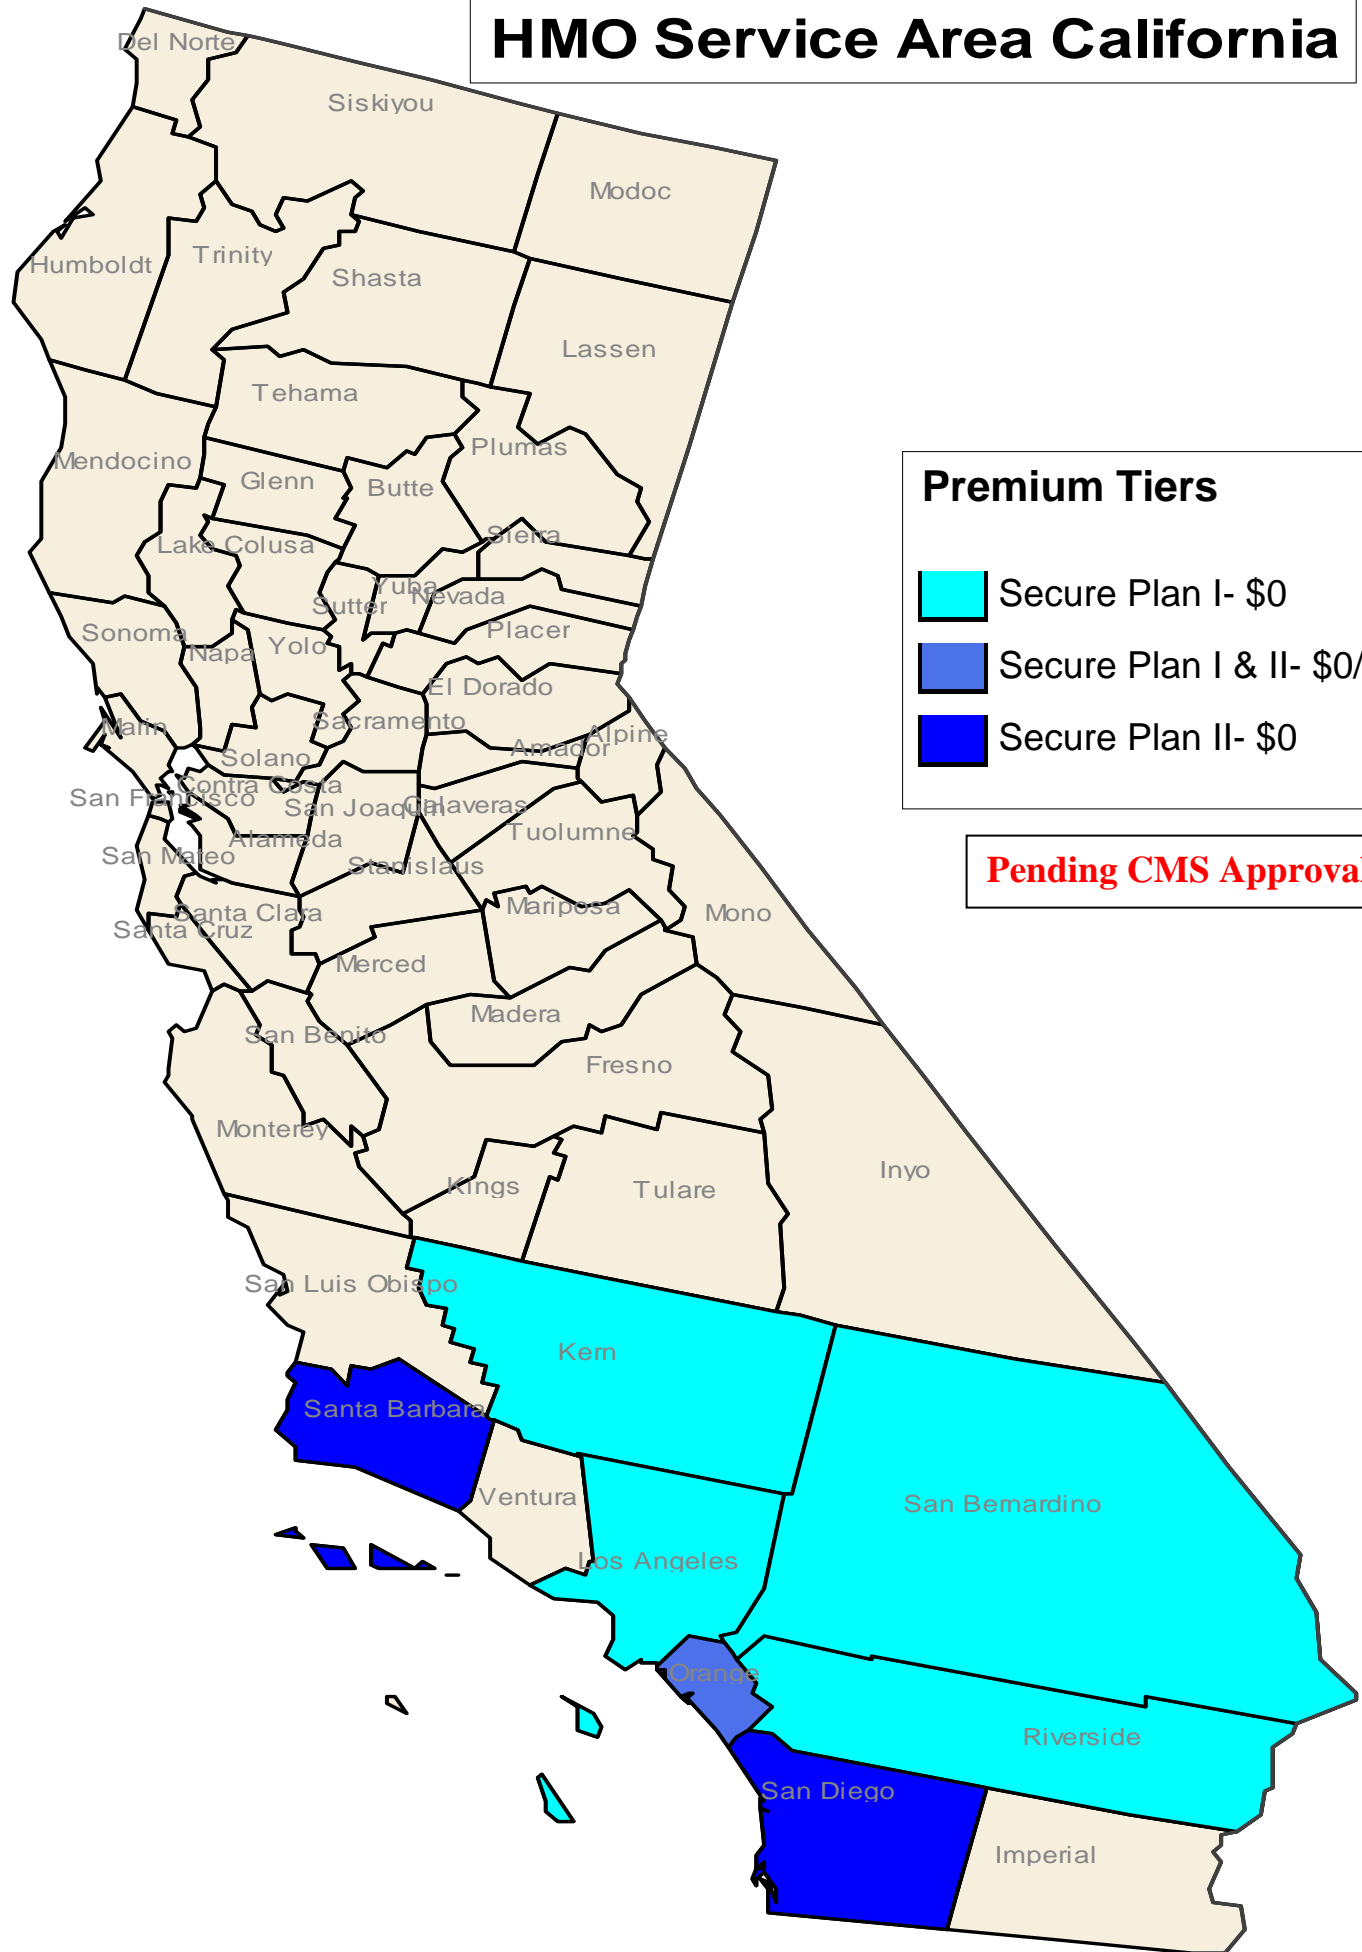 HMO Service Area California
Del Norte
Siskiyou
Modoc
Humboldt
Trinity
Shasta
Lassen
Tehama
Plumas
Mendocino
Glenn
Butte
Lake Colusa
Sierra
Yuba
Nevada
Sutter
Placer
Sonoma
Napa
Yolo
El Dorado
Sacramento
Marin
Solano
Amador
Alpine
Contra Costa
San Francisco
San Joaquin
Calaveras
Tuolumne
Alameda
San Mateo
Stanislaus
Mariposa
Mono
Santa Clara
Santa Cruz
Merced
Madera
San Benito
Fresno
Monterey
Inyo
Kings
Tulare
San Luis Obispo
Kern
Santa Barbara
Ventura
San Bernardino
Los Angeles
Orange
Riverside
San Diego
Imperial
Premium Tiers
Secure Plan I- $0
Secure Plan I & II- $0/
Secure Plan II- $0
Pending CMS Approval